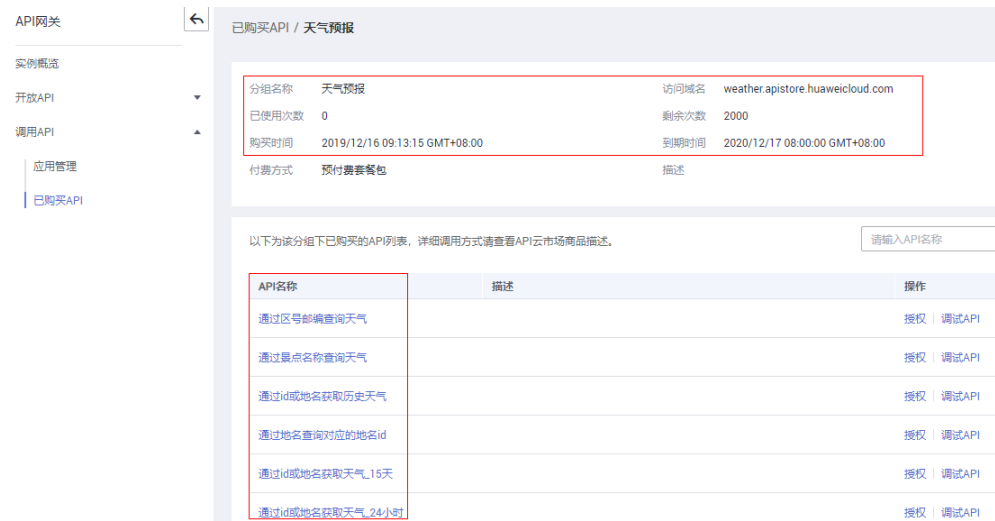 API网关
已购买API / 天气预报
实例概览
开放API
调用API
应用管理
已购买API
分组名称 天气预报 访问域名 weather.apistore.huaweicloud.com
已使用次数 0 剩余次数 2000
购买时间 2019/12/16 09:13:15 GMT+08:00 到期时间 2020/12/17 08:00:00 GMT+08:00
付费方式 预付费套餐包 描述
以下为该分组下已购买的API列表，详细调用方式请查看API云市场商品描述。 请输入API名称
API名称 描述 操作
通过区号邮编查询天气 授权 调试API
通过景点名称查询天气 授权 调试API
通过id或地名获取历史天气 授权 调试API
通过地名查询对应的地名id 授权 调试API
通过id或地名获取天气_15天 授权 调试API
通过id或地名获取天气_24小时 授权 调试API